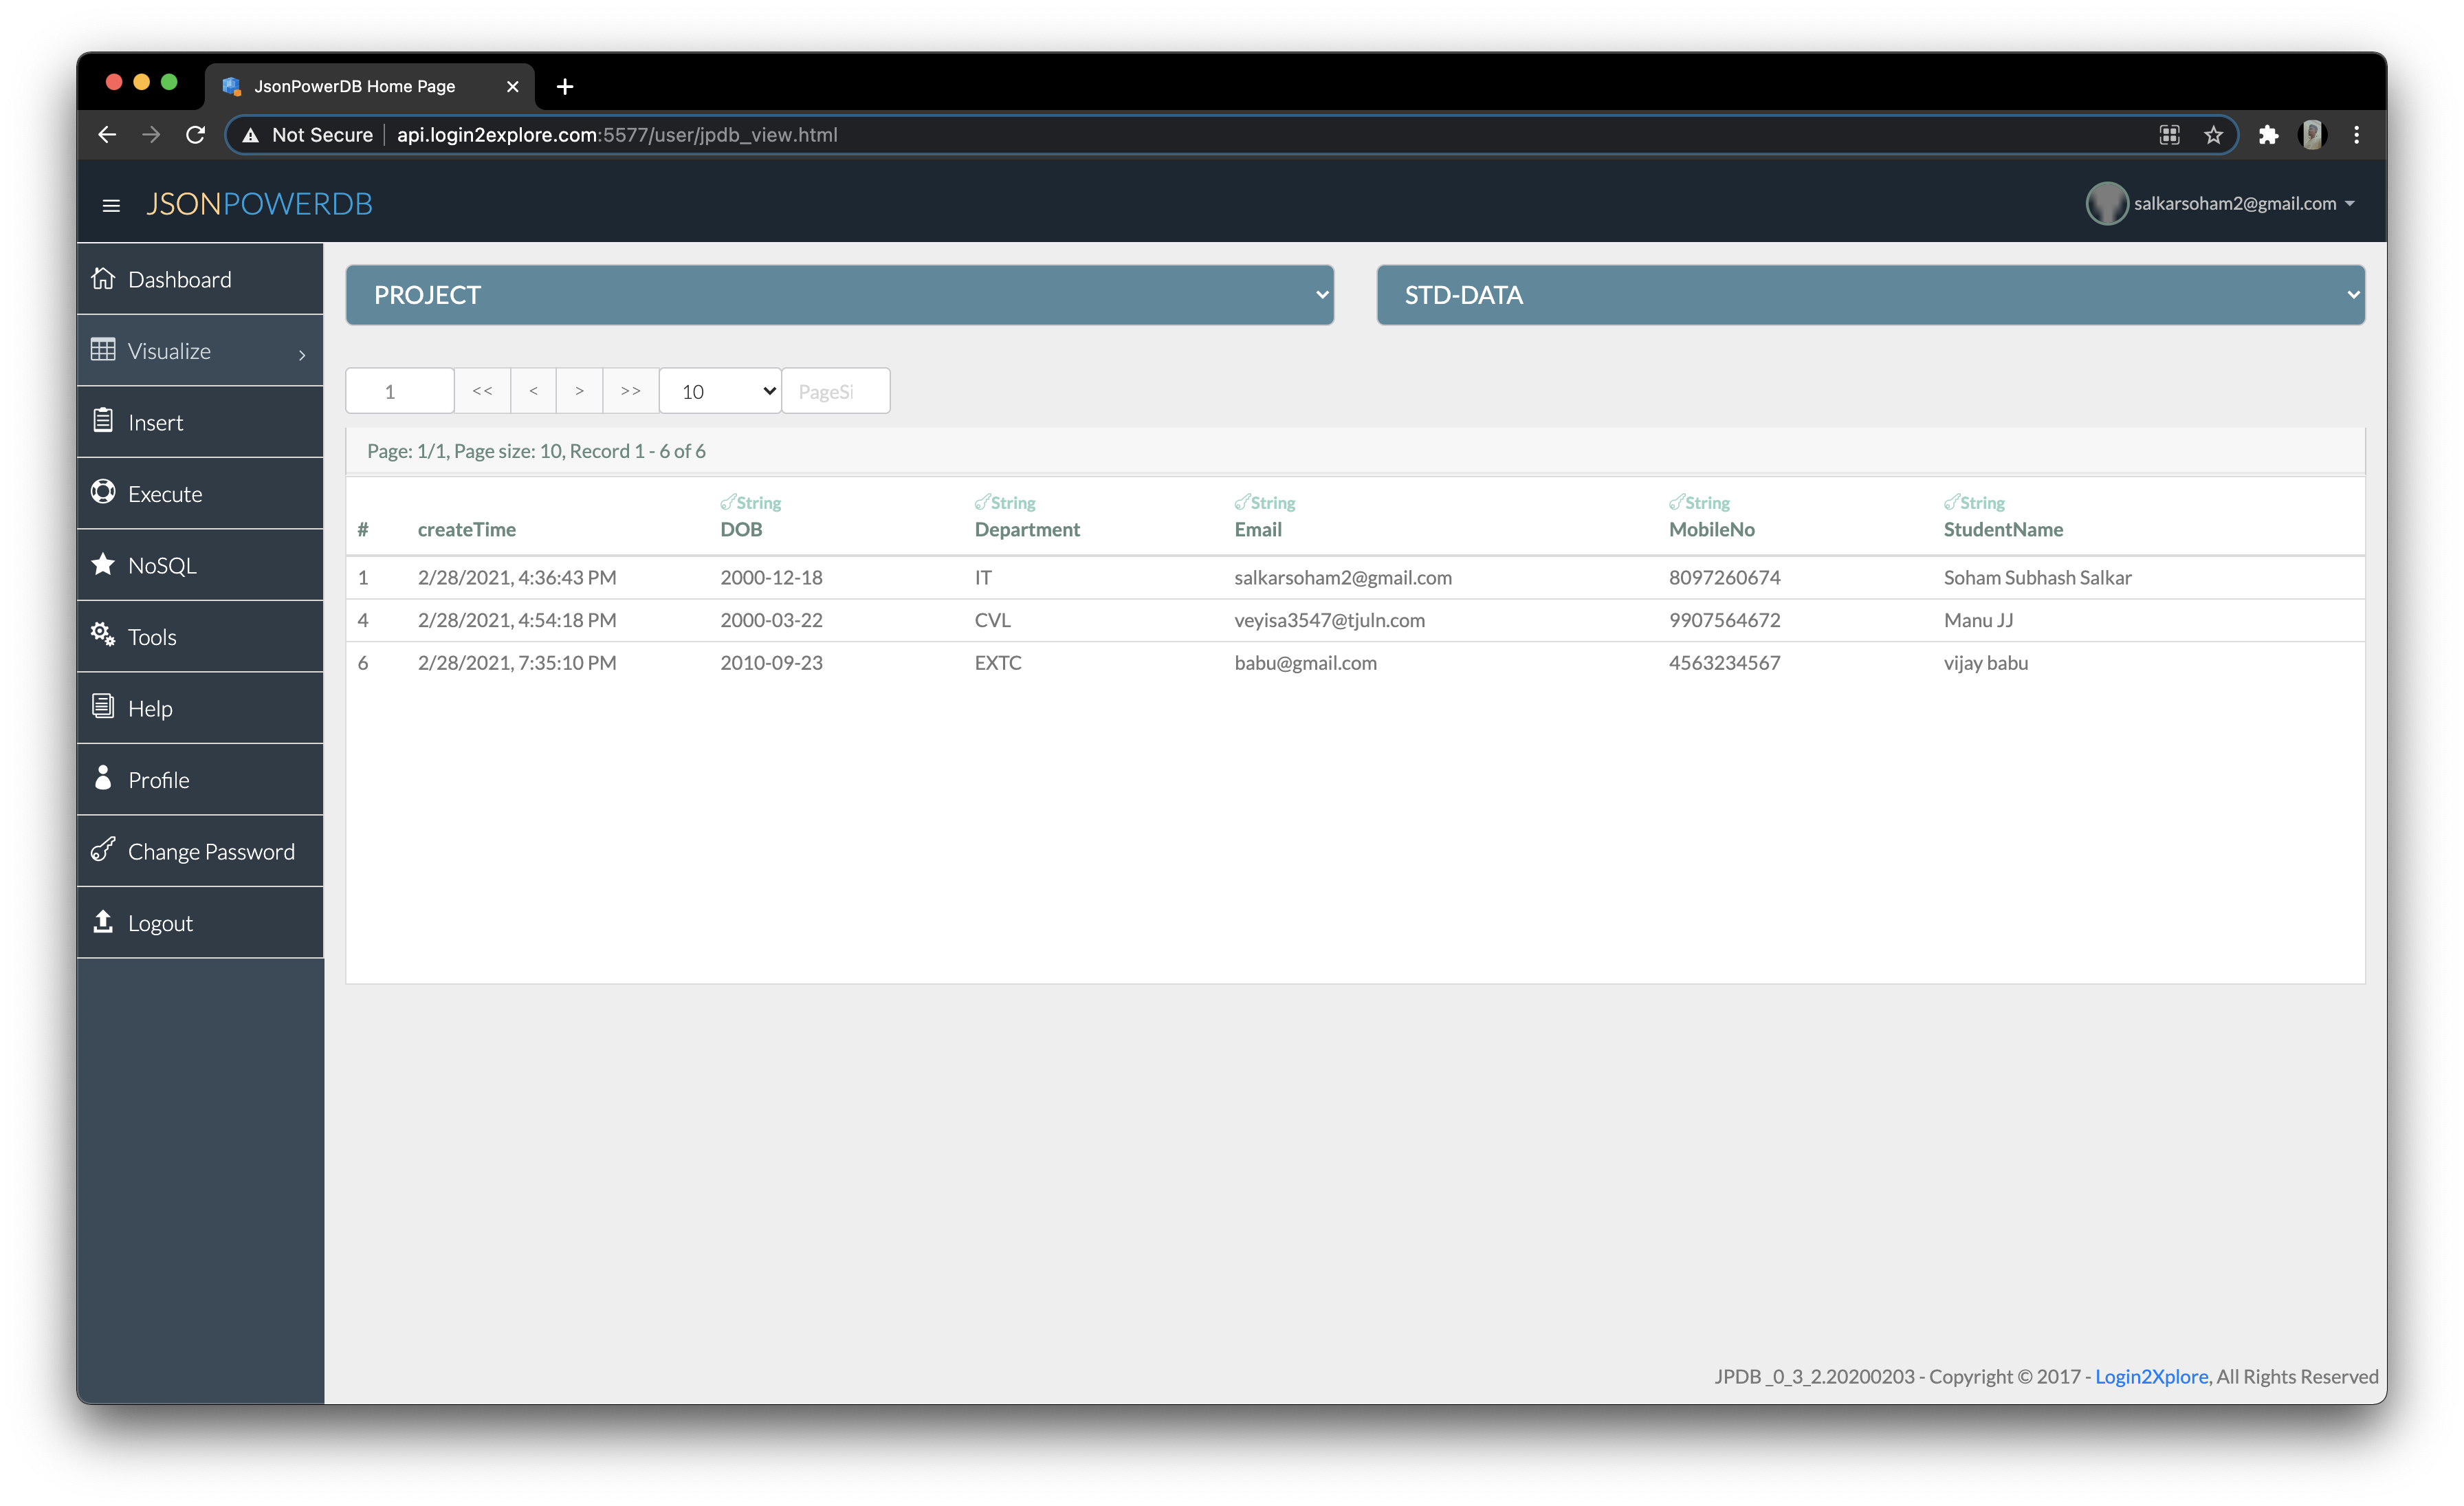 JsonPowerDB Home Page
Not Secure | api.login2explore.com:5577/user/jpdb_view.html
JSONPOWERDB
salkarsoham2@gmail.com
Dashboard
Visualize
Insert
Execute
NoSQL
Tools
Help
Profile
Change Password
Logout
PROJECT STD-DATA
1 << < > >> 10 PageSi
Page: 1/1, Page size: 10, Record 1 - 6 of 6
String String String String String
# createTime DOB Department Email MobileNo StudentName
1 2/28/2021, 4:36:43 PM 2000-12-18 IT salkarsoham2@gmail.com 8097260674 Soham Subhash Salkar
4 2/28/2021, 4:54:18 PM 2000-03-22 CVL veyisa3547@tjuln.com 9907564672 Manu JJ
6 2/28/2021, 7:35:10 PM 2010-09-23 EXTC babu@gmail.com 4563234567 vijay babu
JPDB _0_3_2.20200203 - Copyright © 2017 - Login2Xplore, All Rights Reserved